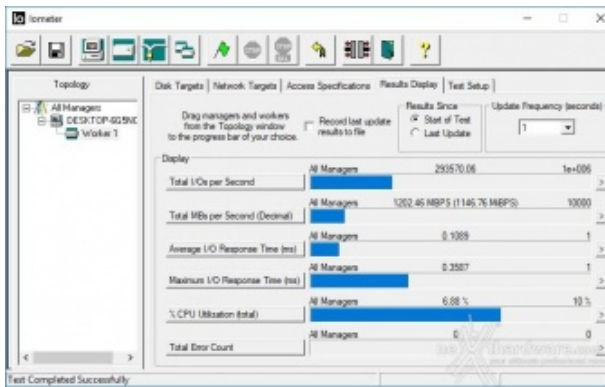 Iometer
Topology
All Managers
Worker 1
Disk Targets
Network Targets
Access Specifications
Results Display
Test Setup
Drag managers and workers
from the Topology window
to the progress bar of your choice.
Record last update
results to file
Results Since
Start of Test
Last Update
Update Frequency (seconds)
1
Display
All Managers
293570.06
1e+006
Total I/Os per Second
All Managers
1202.46 MBPS (1146.76 MiBPS)
10000
Total MBs per Second (Decimal)
All Managers
0.1089
1
Average I/O Response Time (ms)
All Managers
0.3587
1
Maximum I/O Response Time (ms)
All Managers
6.88 %
10 %
% CPU Utilization (total)
All Managers
0
0
Total Error Count
Test Completed Successfully